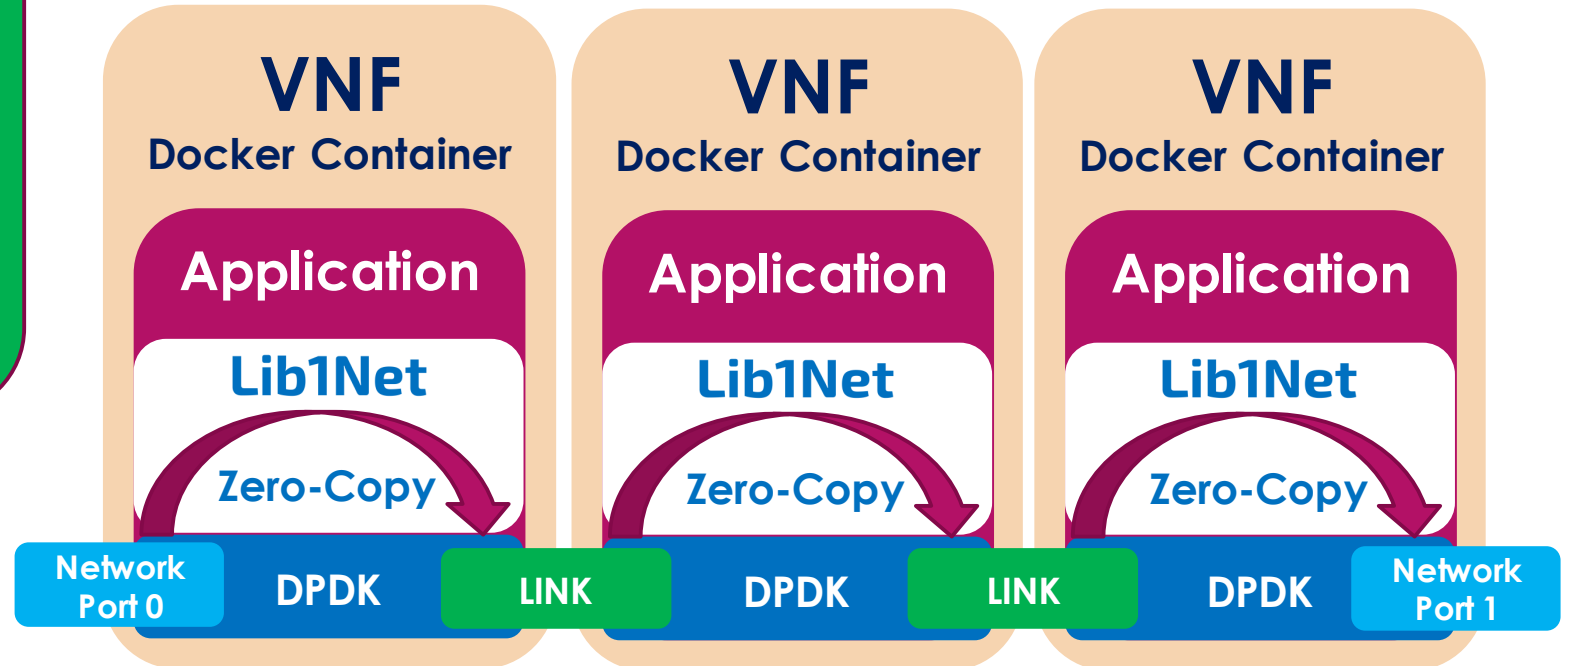 VNF
Docker Container
Application
Lib1Net
Zero-Copy
VNF
Docker Container
Application
Lib1Net
Zero-Copy
VNF
Docker Container
Application
Lib1Net
Zero-Copy
Network
Port 0
DPDK
LINK
DPDK
LINK
DPDK
Network
Port 1